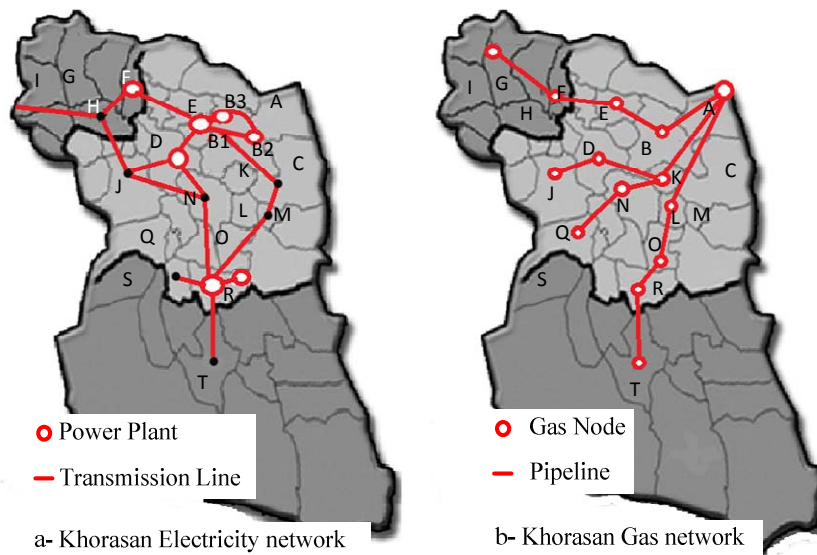 I
G
F
H
E
B3
A
B1
B2
D
C
J
K
N
L
M
Q
O
S
R
T
Power Plant
Transmission Line
a- Khorasan Electricity network
I
G
F
H
E
A
B
D
C
J
K
N
L
M
Q
O
S
R
T
Gas Node
Pipeline
b- Khorasan Gas network